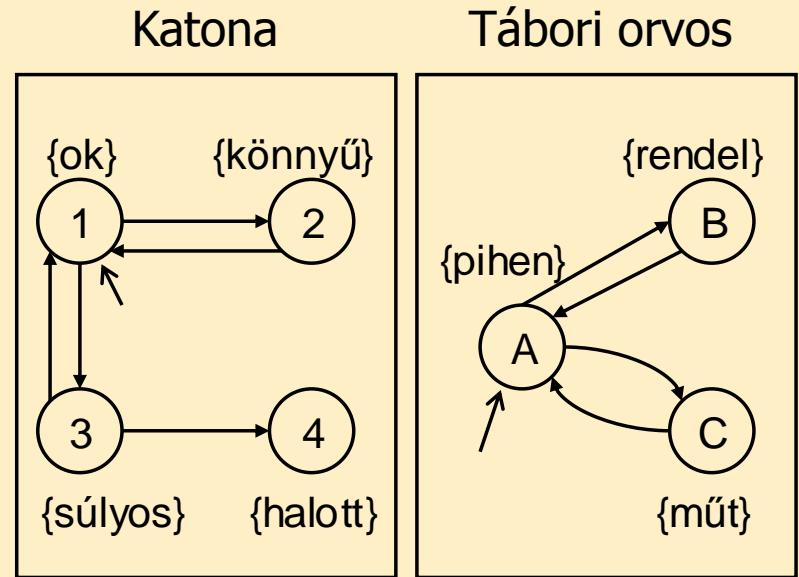 Katona
Tábori orvos
{ok}
{könnyű}
1
2
3
4
{súlyos}
{halott}
{rendel}
B
{pihen}
A
C
{műt}